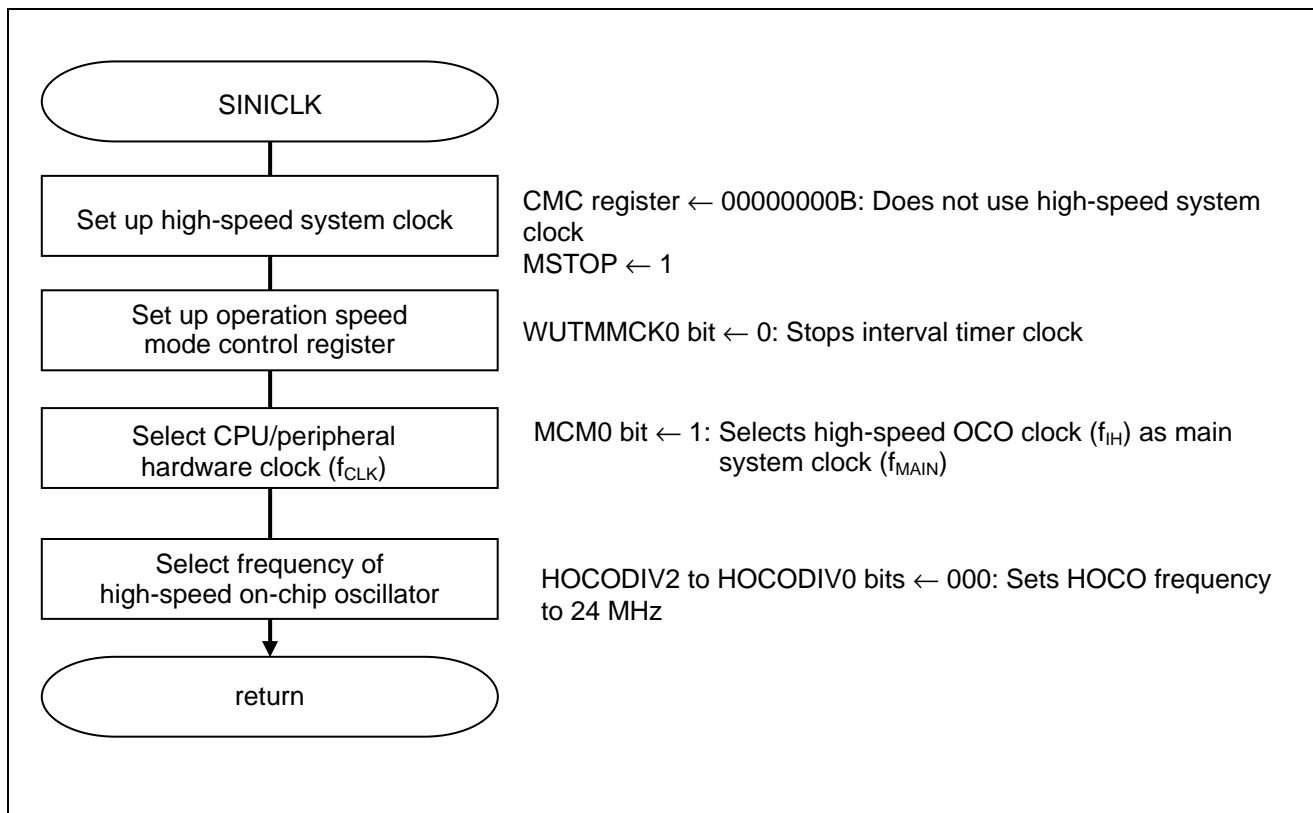 SINICLK
Set up high-speed system clock
CMC register ← 00000000B: Does not use high-speed system
clock
MSTOP ← 1
Set up operation speed
mode control register
WUTMMCK0 bit ← 0: Stops interval timer clock
Select CPU/peripheral
hardware clock (fCLK)
MCM0 bit ← 1: Selects high-speed OCO clock (fIH) as main
system clock (fMAIN)
Select frequency of
high-speed on-chip oscillator
HOCODIV2 to HOCODIV0 bits ← 000: Sets HOCO frequency
to 24 MHz
return